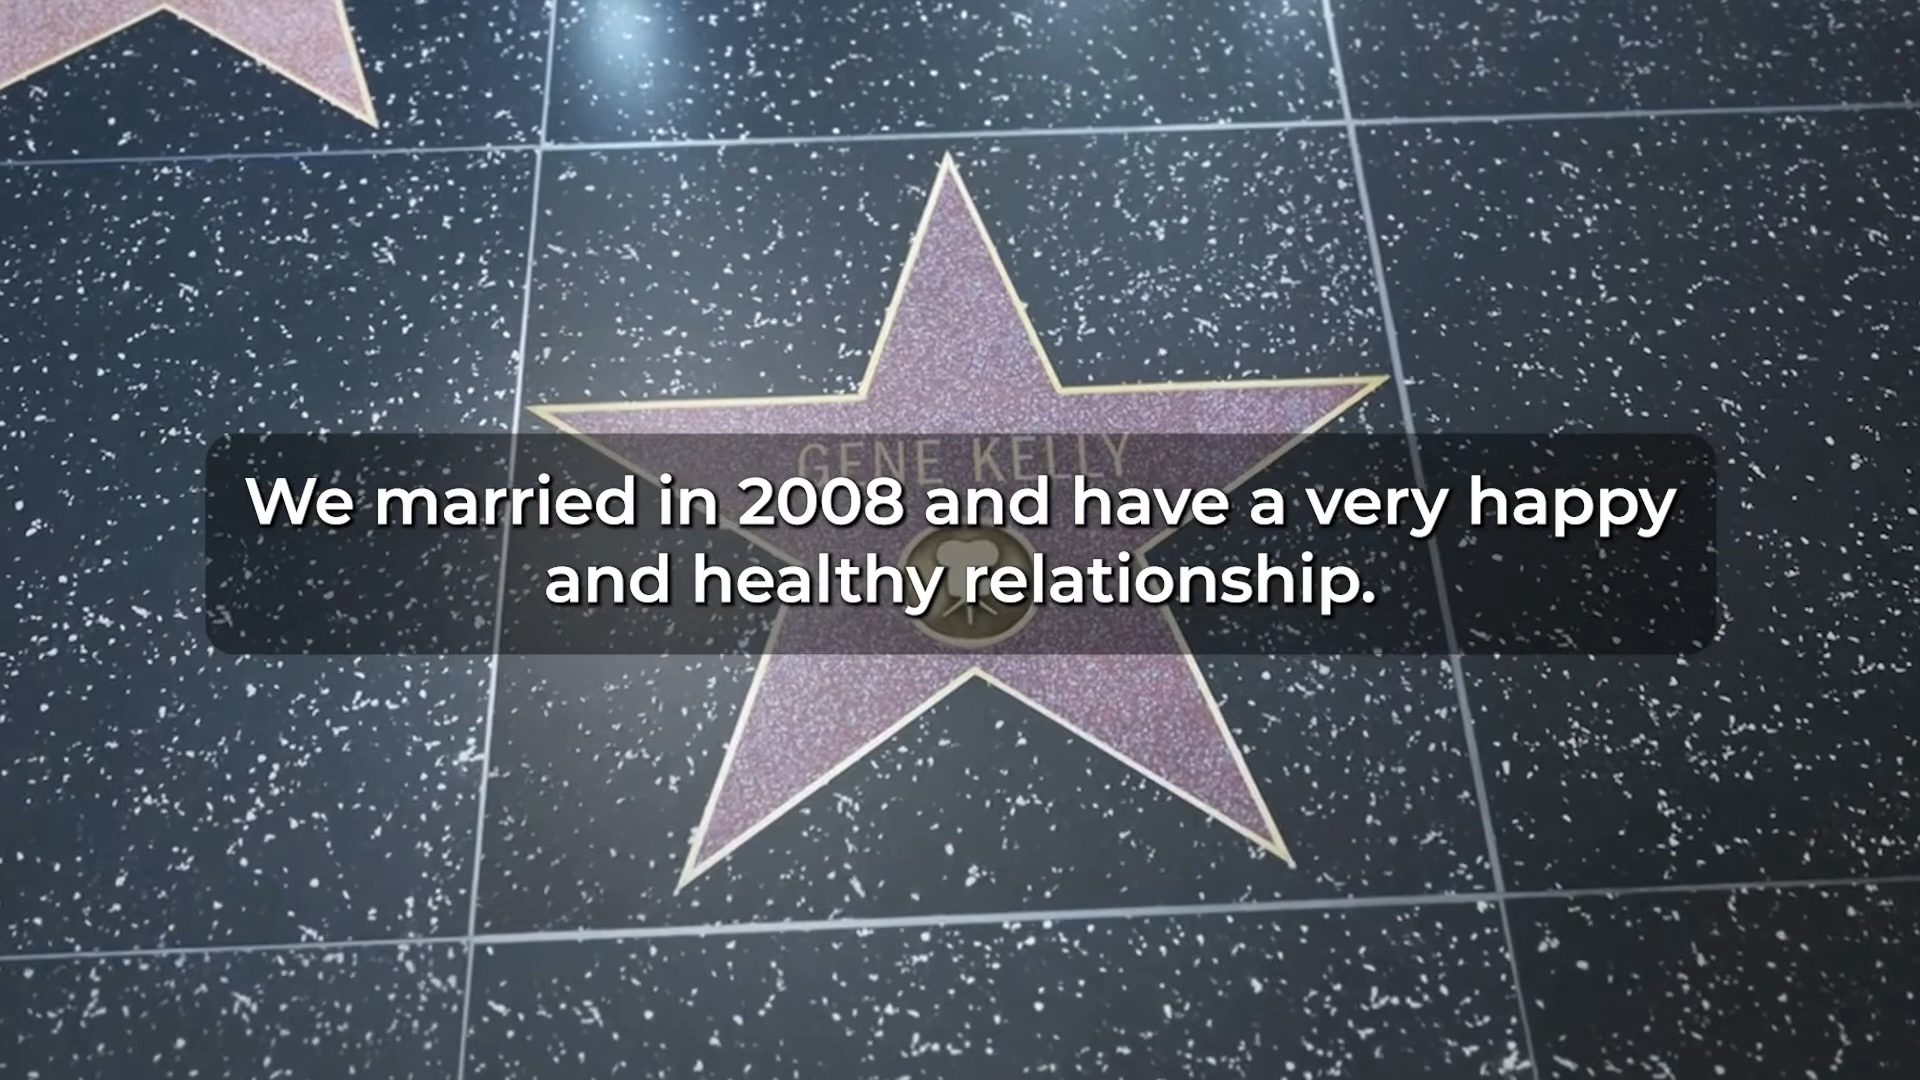 GENE KELLY
We married in 2008 and have a very happy
and healthy relationship.